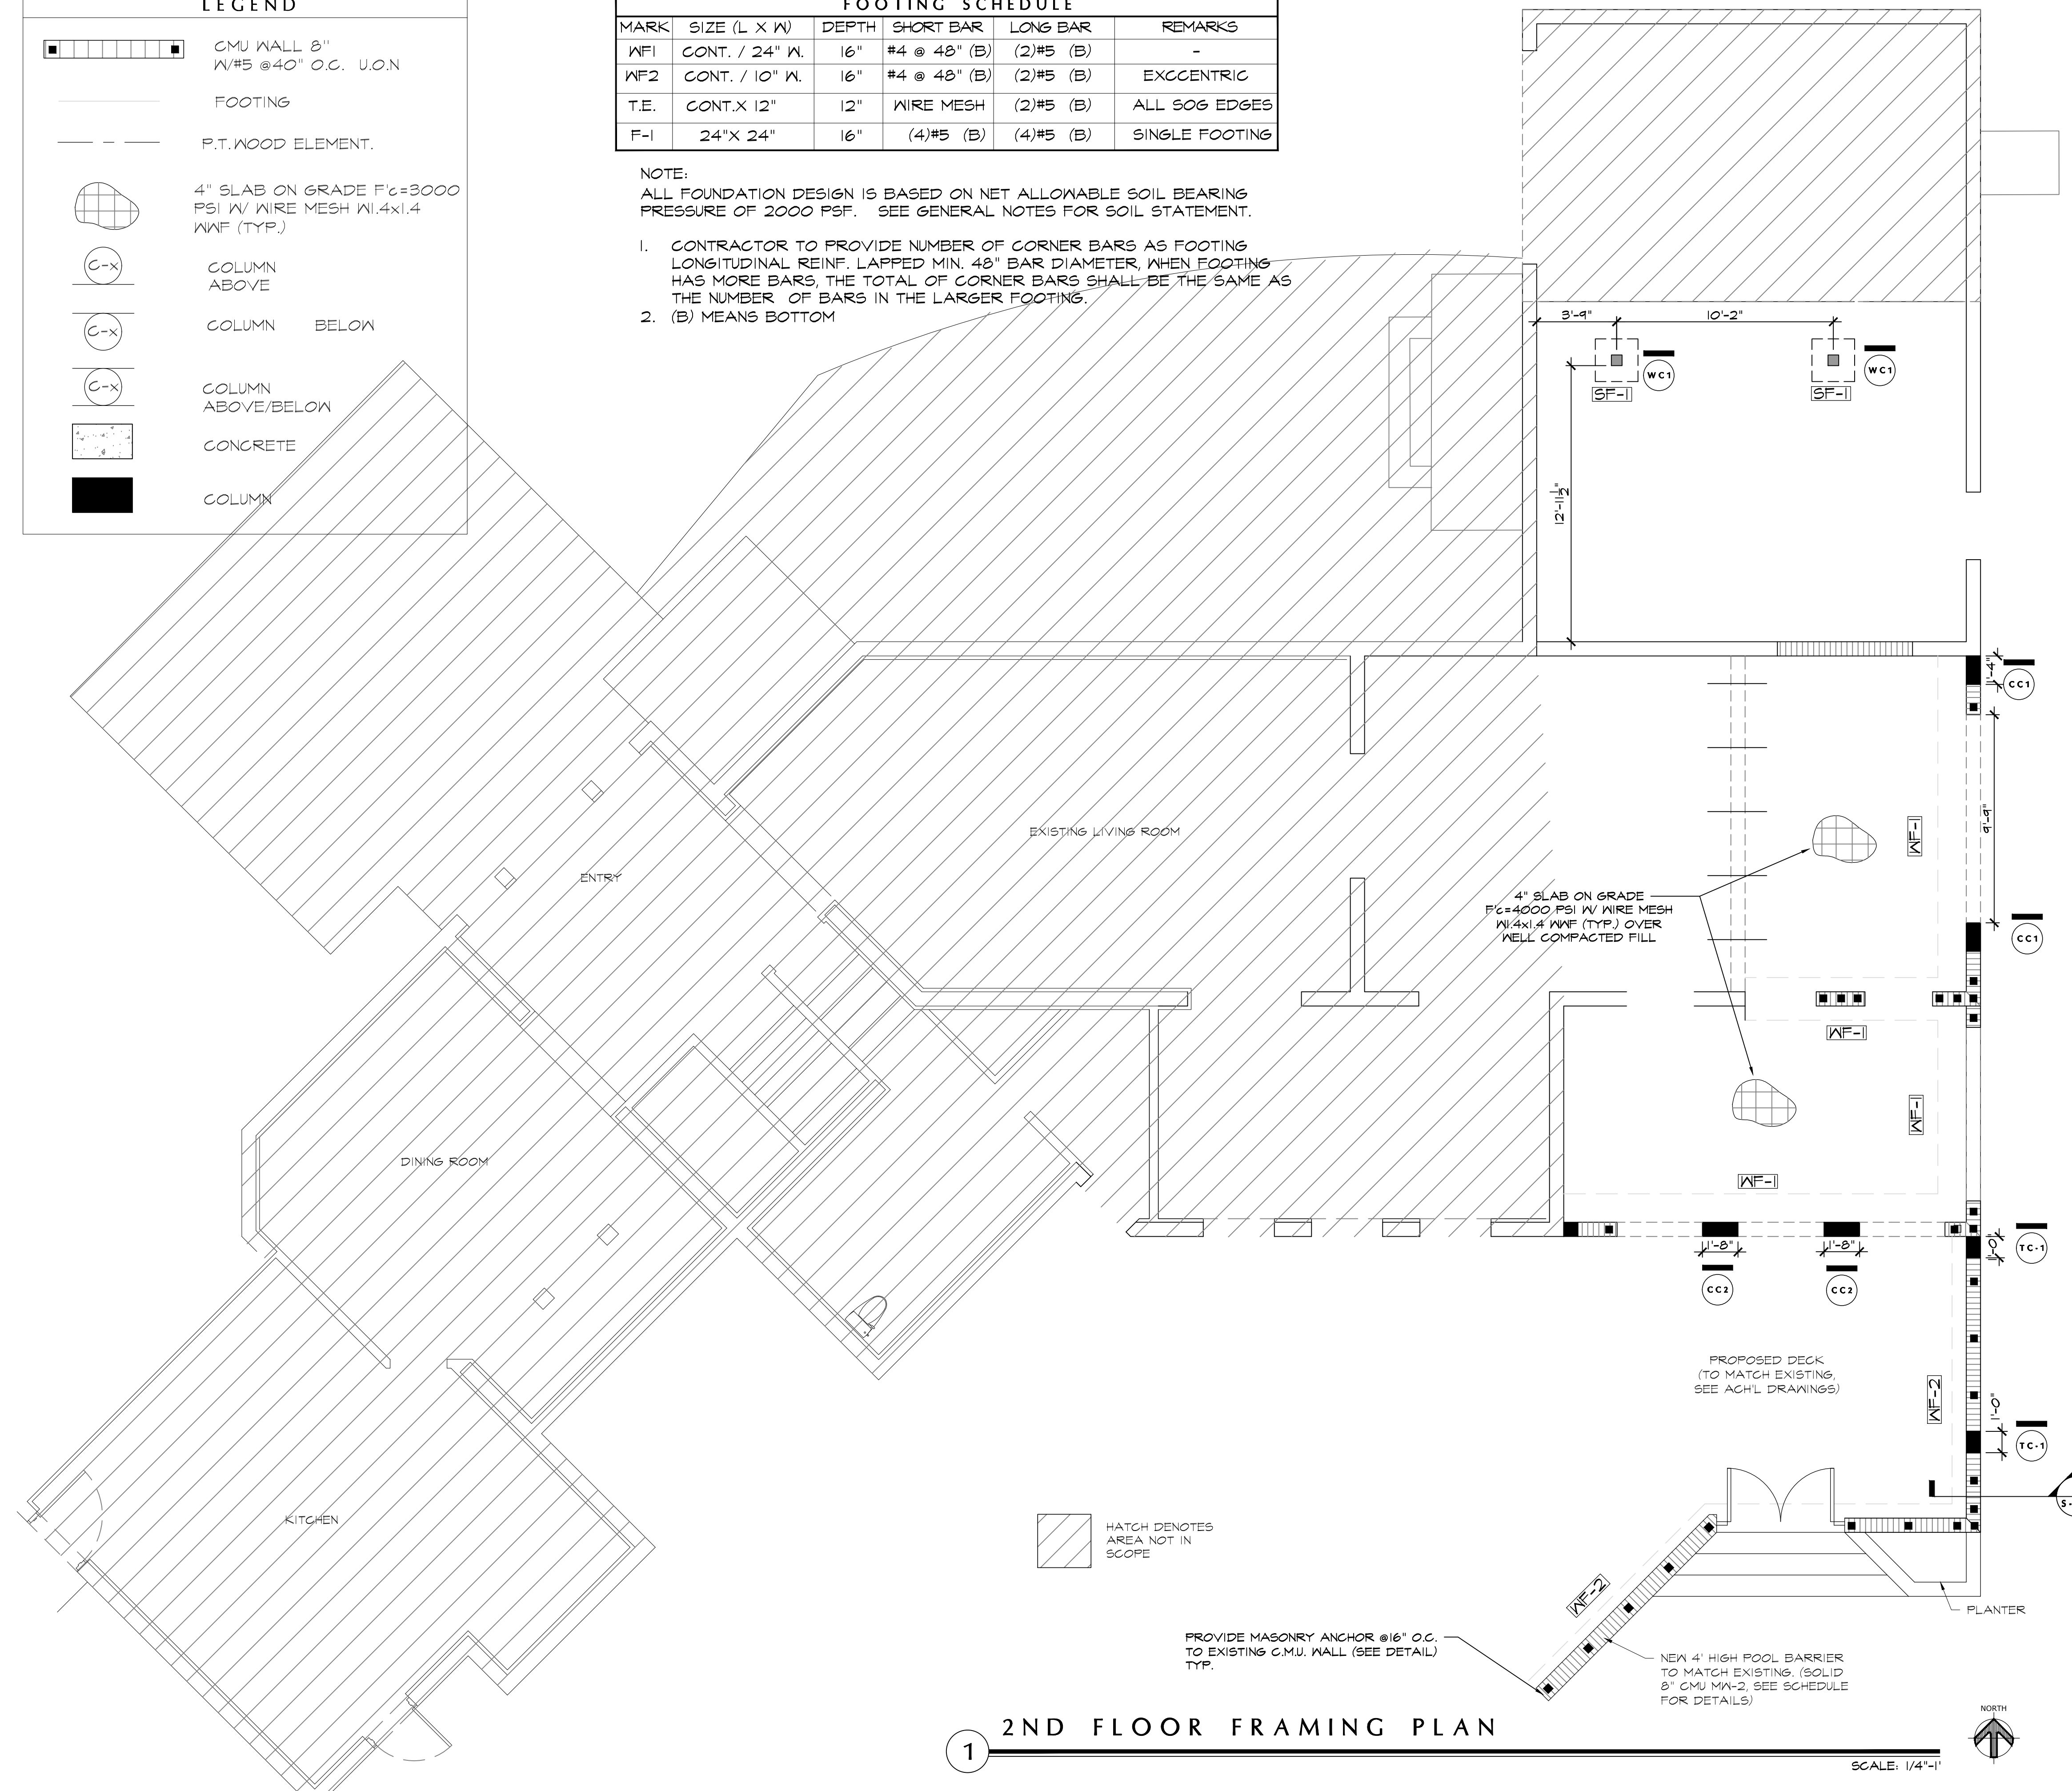 LEGEND
CMU WALL 8"
W/#5 @40" O.C. U.O.N
FOOTING
P.T. WOOD ELEMENT.
4" SLAB ON GRADE F'c=3000
PSI W/ WIRE MESH W1.4x1.4
WWF (TYP.)
C-x
COLUMN
ABOVE
C-x
COLUMN BELOW
C-x
COLUMN
ABOVE/BELOW
CONCRETE
COLUMN
FOOTING SCHEDULE
MARK SIZE (L X W) DEPTH SHORT BAR LONG BAR REMARKS
WF1 CONT. / 24" W. 16" #4 @ 48" (B) (2)#5 (B) -
WF2 CONT. / 10" W. 16" #4 @ 48" (B) (2)#5 (B) EXCCENTRIC
T.E. CONT.X 12" 12" WIRE MESH (2)#5 (B) ALL SOG EDGES
F-1 24"X 24" 16" (4)#5 (B) (4)#5 (B) SINGLE FOOTING
NOTE:
ALL FOUNDATION DESIGN IS BASED ON NET ALLOWABLE SOIL BEARING
PRESSURE OF 2000 PSF. SEE GENERAL NOTES FOR SOIL STATEMENT.
1. CONTRACTOR TO PROVIDE NUMBER OF CORNER BARS AS FOOTING
LONGITUDINAL REINF. LAPPED MIN. 48" BAR DIAMETER, WHEN FOOTING
HAS MORE BARS, THE TOTAL OF CORNER BARS SHALL BE THE SAME AS
THE NUMBER OF BARS IN THE LARGER FOOTING.
2. (B) MEANS BOTTOM
3'-9"
10'-2"
WC1
WC1
SF-1
SF-1
12'-11 1/2"
1'-4"
CC1
9'-9"
WF-1
EXISTING LIVING ROOM
ENTRY
4" SLAB ON GRADE
F'c=4000 PSI W/ WIRE MESH
W1.4x1.4 WWF (TYP.) OVER
WELL COMPACTED FILL
CC1
WF-1
WF-1
DINING ROOM
WF-1
1'-8"
1'-8"
1'-0"
TC-1
CC2
CC2
PROPOSED DECK
(TO MATCH EXISTING,
SEE ACH'L DRAWINGS)
WF-2
1'-0"
TC-1
S-
KITCHEN
HATCH DENOTES
AREA NOT IN
SCOPE
WF-2
PLANTER
PROVIDE MASONRY ANCHOR @16" O.C.
TO EXISTING C.M.U. WALL (SEE DETAIL)
TYP.
NEW 4' HIGH POOL BARRIER
TO MATCH EXISTING. (SOLID
8" CMU MW-2, SEE SCHEDULE
FOR DETAILS)
1
2ND FLOOR FRAMING PLAN
SCALE: 1/4"-1'
NORTH